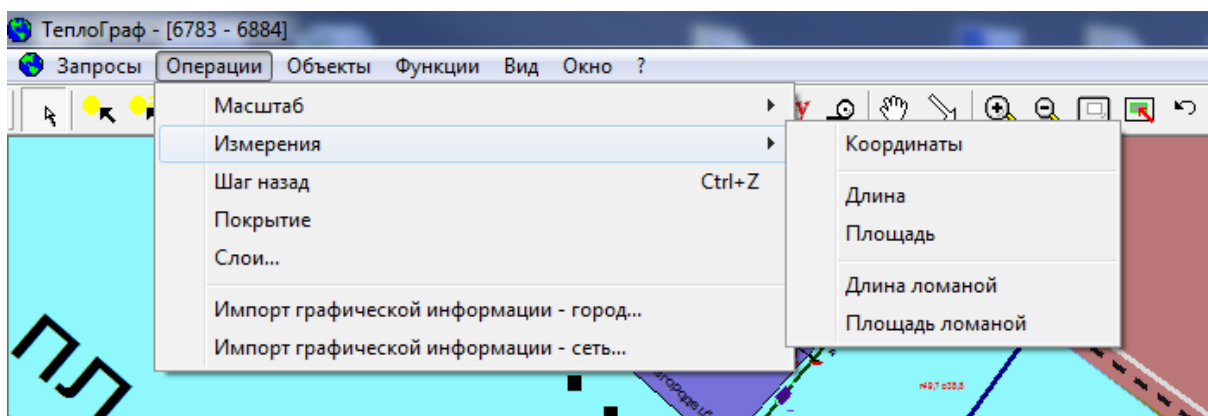 ТеплоГраф - [6783 - 6884]
Запросы Операции Объекты Функции Вид Окно ?
Масштаб
Измерения
Шаг назад Ctrl+Z
Покрытие
Слои...
Импорт графической информации - город...
Импорт графической информации - сеть...
Координаты
Длина
Площадь
Длина ломаной
Площадь ломаной
ПЛ